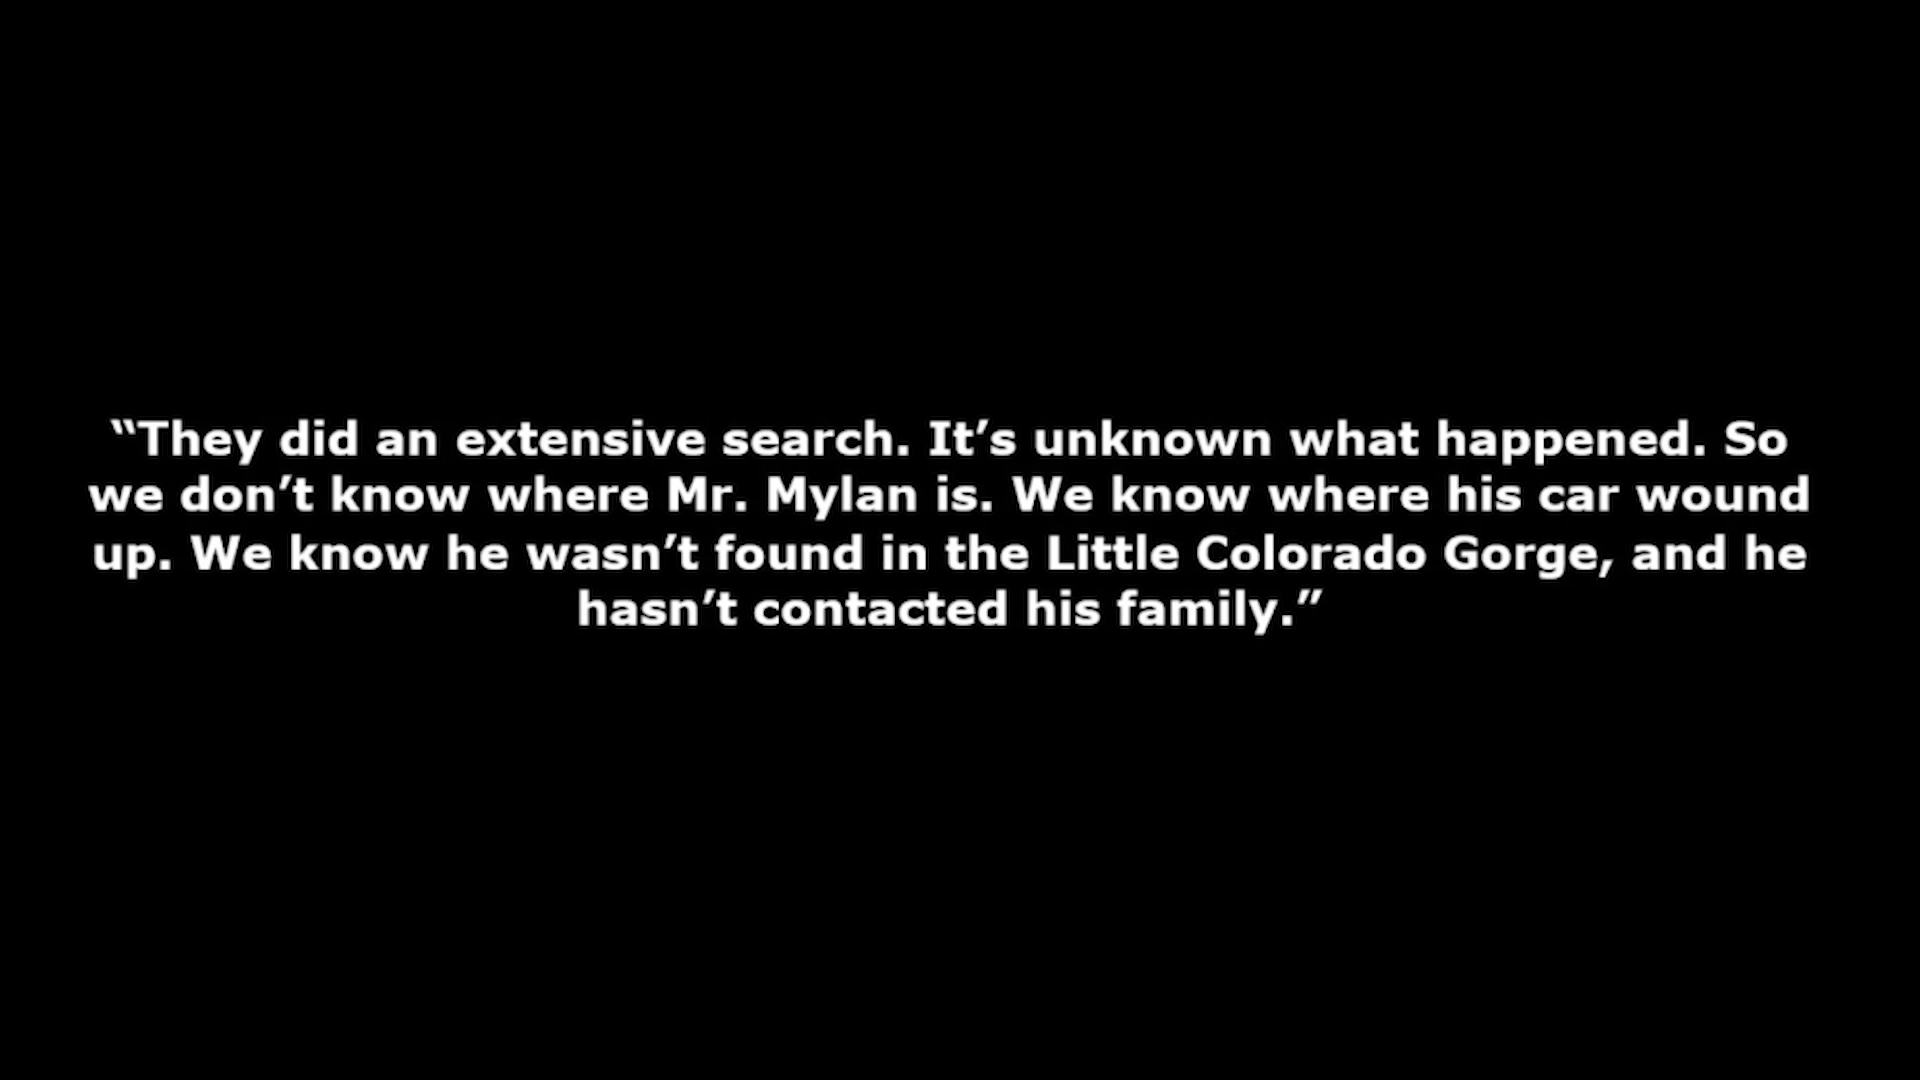 “They did an extensive search. It’s unknown what happened. So
we don’t know where Mr. Mylan is. We know where his car wound
up. We know he wasn’t found in the Little Colorado Gorge, and he
hasn’t contacted his family.”